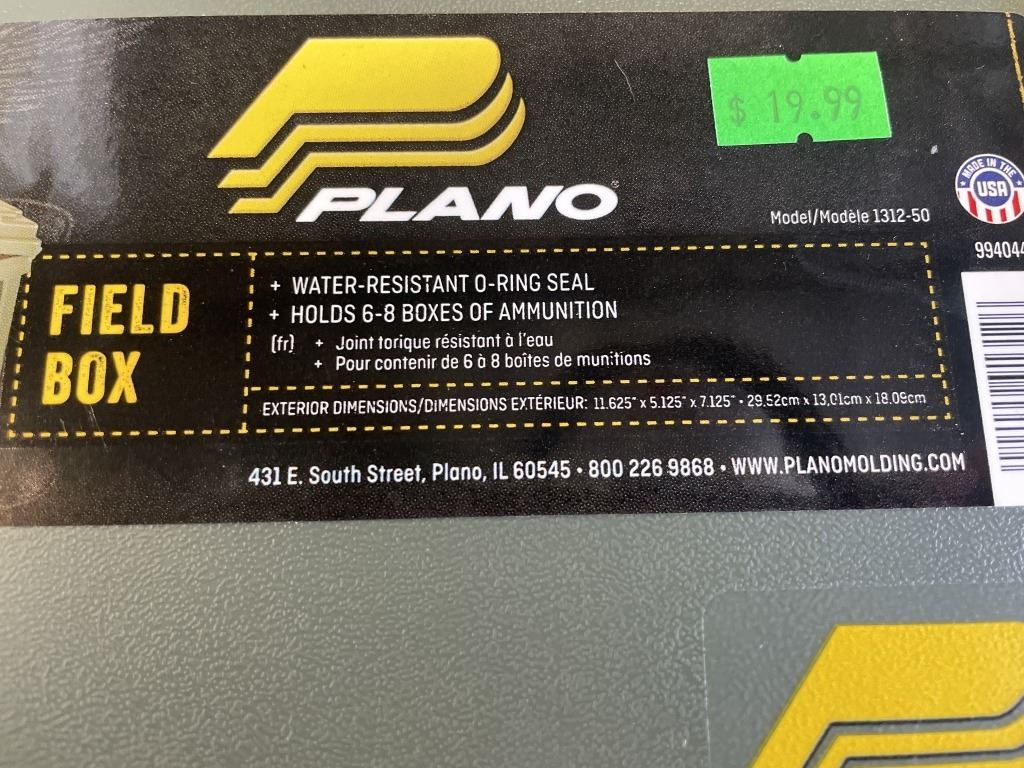 $ 19.99
PLANO®
MADE IN THE
USA
Model/Modèle 1312-50
FIELD
BOX
+ WATER-RESISTANT O-RING SEAL
+ HOLDS 6-8 BOXES OF AMMUNITION
[fr] + Joint torique résistant à l'eau
+ Pour contenir de 6 à 8 boîtes de munitions
EXTERIOR DIMENSIONS/DIMENSIONS EXTÉRIEUR: 11.625" x 5.125" x 7.125" • 29.52cm x 13.01cm x 18.09cm
431 E. South Street, Plano, IL 60545 • 800 226 9868 • WWW.PLANOMOLDING.COM